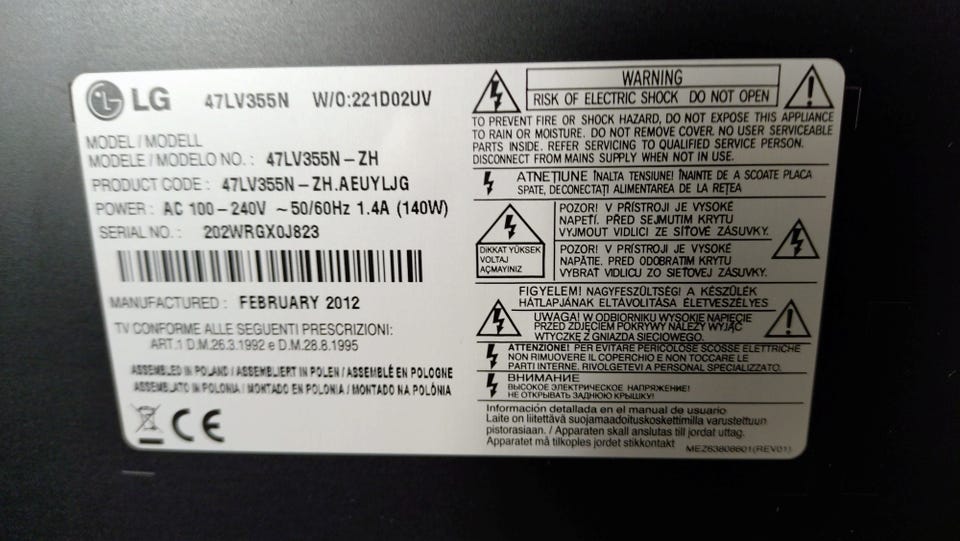 LG 47LV355N W/O:221D02UV
MODEL / MODELL
MODELE / MODELO NO. : 47LV355N-ZH
PRODUCT CODE : 47LV355N-ZH.AEUYLJG
POWER : AC 100-240V ~50/60Hz 1.4A (140W)
SERIAL NO. : 202WRGX0J823
MANUFACTURED : FEBRUARY 2012
TV CONFORME ALLE SEGUENTI PRESCRIZIONI:
ART.1 D.M.26.3.1992 e D.M.28.8.1995
ASSEMBLED IN POLAND / ASSEMBLIERT IN POLEN / ASSEMBLÉ EN POLOGNE
ASSEMBLATO IN POLONIA / MONTADO EN POLONIA / MONTADO NA POLÓNIA
CE
WARNING
RISK OF ELECTRIC SHOCK DO NOT OPEN
TO PREVENT FIRE OR SHOCK HAZARD, DO NOT EXPOSE THIS APPLIANCE
TO RAIN OR MOISTURE. DO NOT REMOVE COVER. NO USER SERVICEABLE
PARTS INSIDE. REFER SERVICING TO QUALIFIED SERVICE PERSON.
DISCONNECT FROM MAINS SUPPLY WHEN NOT IN USE.
ATNEȚIUNE ÎNALTA TENSIUNE! ÎNAINTE DE A SCOATE PLACA
SPATE, DECONECTAȚI ALIMENTAREA DE LA REȚEA
DİKKAT YÜKSEK
VOLTAJ
AÇMAYINIZ
POZOR! V PŘÍSTROJI JE VYSOKÉ
NAPETÍ. PŘED SEJMUTIM KRYTU
VYJMOUT VIDLICI ZE SÍŤOVÉ ZÁSUVKY.
POZOR! V PRÍSTROJI JE VYSOKÉ
NAPÄTIE. PRED ODOBRATIM KRYTU
VYBRAŤ VIDLICU ZO SIEŤOVEJ ZÁSUVKY.
FIGYELEM! NAGYFESZÜLTSÉG! A KÉSZÜLÉK
HÁTLAPJÁNAK ELTÁVOLITÁSA ÉLETVESZÉLYES
UWAGA! W ODBIORNIKU WYSOKIE NAPIĘCIE
PRZED ZDJĘCIEM POKRYWY NALEŻY WYJĄĆ
WTYCZKĘ Z GNIAZDA SIECIOWEGO.
ATTENZIONE! PER EVITARE PERICOLOSE SCOSSE ELETTRICHE
NON RIMUOVERE IL COPERCHIO E NON TOCCARE LE
PARTI INTERNE. RIVOLGETEVI A PERSONAL SPECIALIZZATO.
ВНИМАНИЕ
ВЫСОКОЕ ЭЛЕКТРИЧЕСКОЕ НАПРЯЖЕНИЕ!
НЕ ОТКРЫВАТЬ ЗАДНЮЮ КРЫШКУ!
Información detallada en el manual de usuario
Laite on liitettävä suojamaadoituskoskettimilla varustettuun
pistorasiaan. / Apparaten skall anslutas till jordat uttag.
Apparatet må tilkoples jordet stikkontakt
MEZ63808601(REV01)